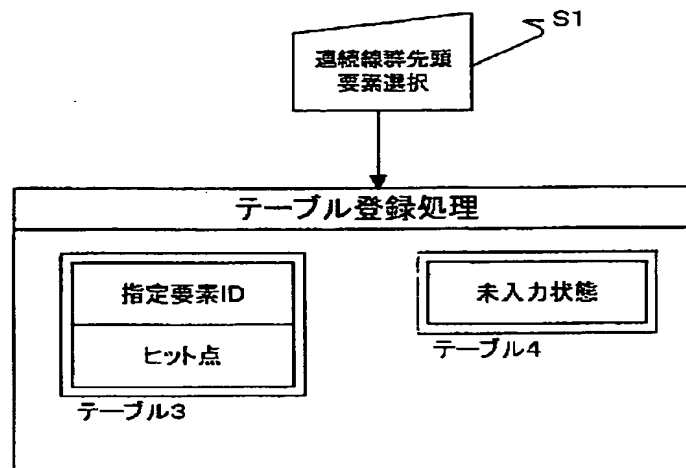 S1
連続線群先頭
要素選択
テーブル登録処理
指定要素ID
ヒット点
テーブル3
未入力状態
テーブル4